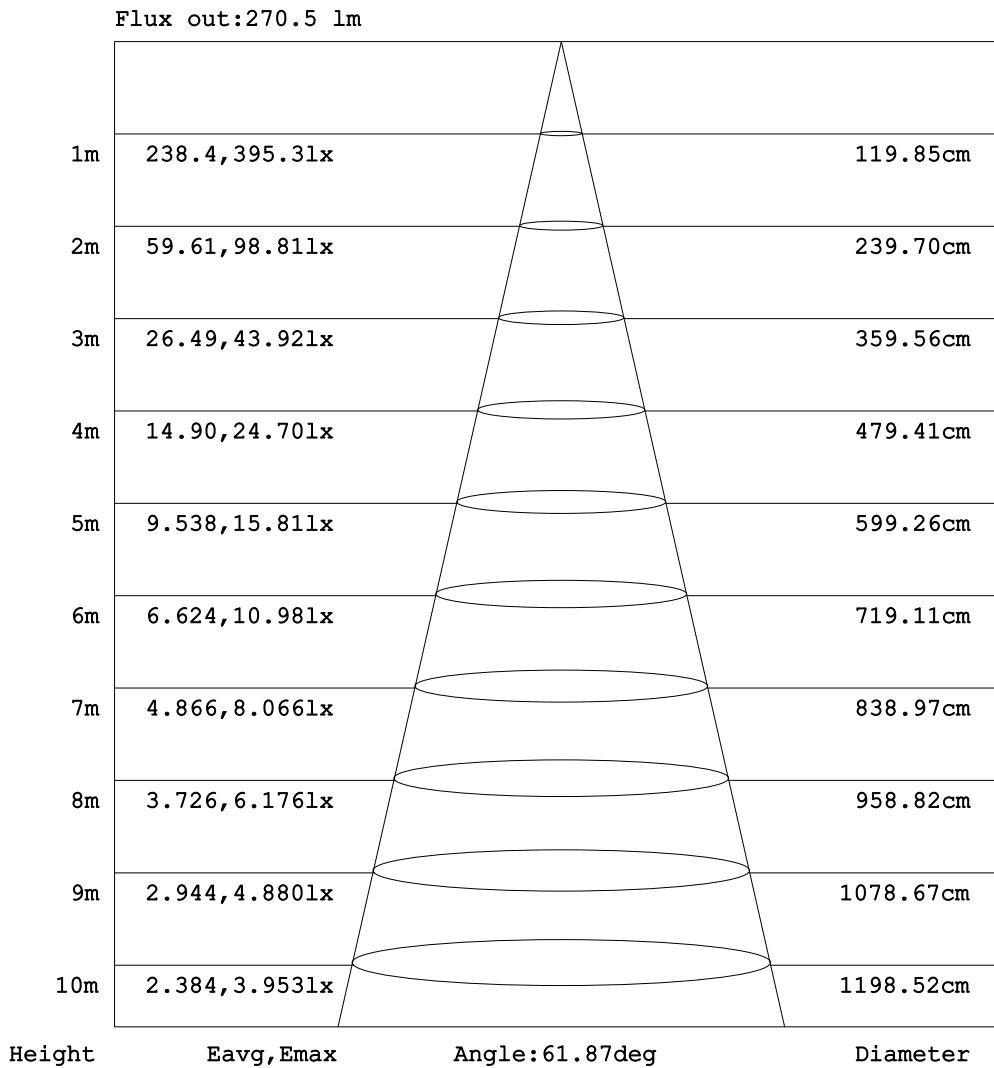 Flux out:270.5 lm
1m 238.4,395.3lx 119.85cm
2m 59.61,98.81lx 239.70cm
3m 26.49,43.92lx 359.56cm
4m 14.90,24.70lx 479.41cm
5m 9.538,15.81lx 599.26cm
6m 6.624,10.98lx 719.11cm
7m 4.866,8.066lx 838.97cm
8m 3.726,6.176lx 958.82cm
9m 2.944,4.880lx 1078.67cm
10m 2.384,3.953lx 1198.52cm
Height Eavg,Emax Angle:61.87deg Diameter